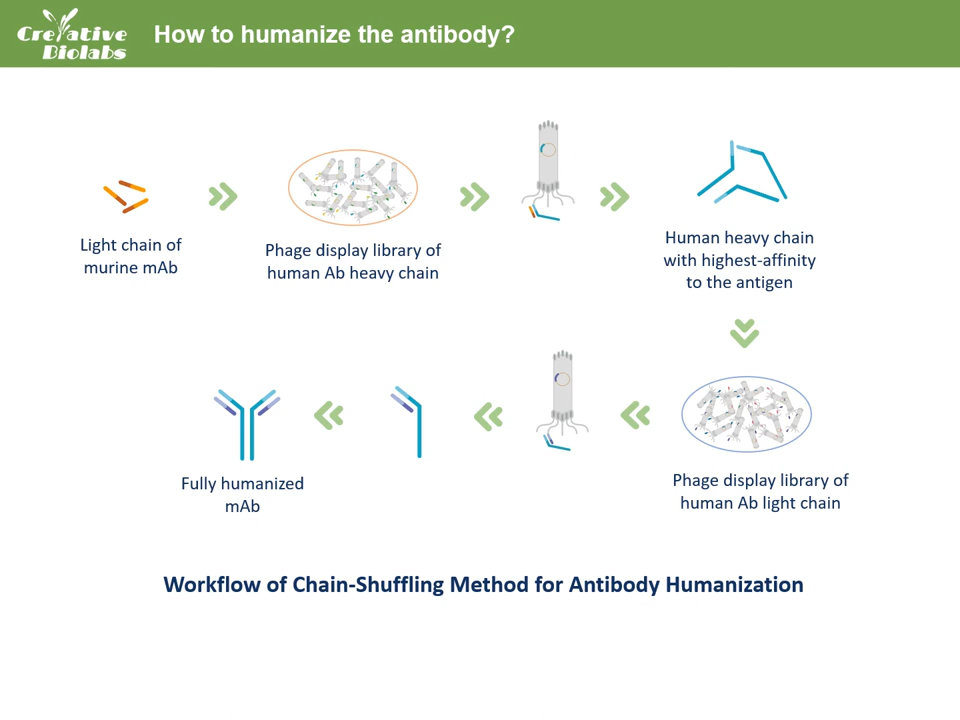 Creative
Biolabs
How to humanize the antibody?
Light chain of
murine mAb
Phage display library of
human Ab heavy chain
Human heavy chain
with highest-affinity
to the antigen
Fully humanized
mAb
Phage display library of
human Ab light chain
Workflow of Chain-Shuffling Method for Antibody Humanization